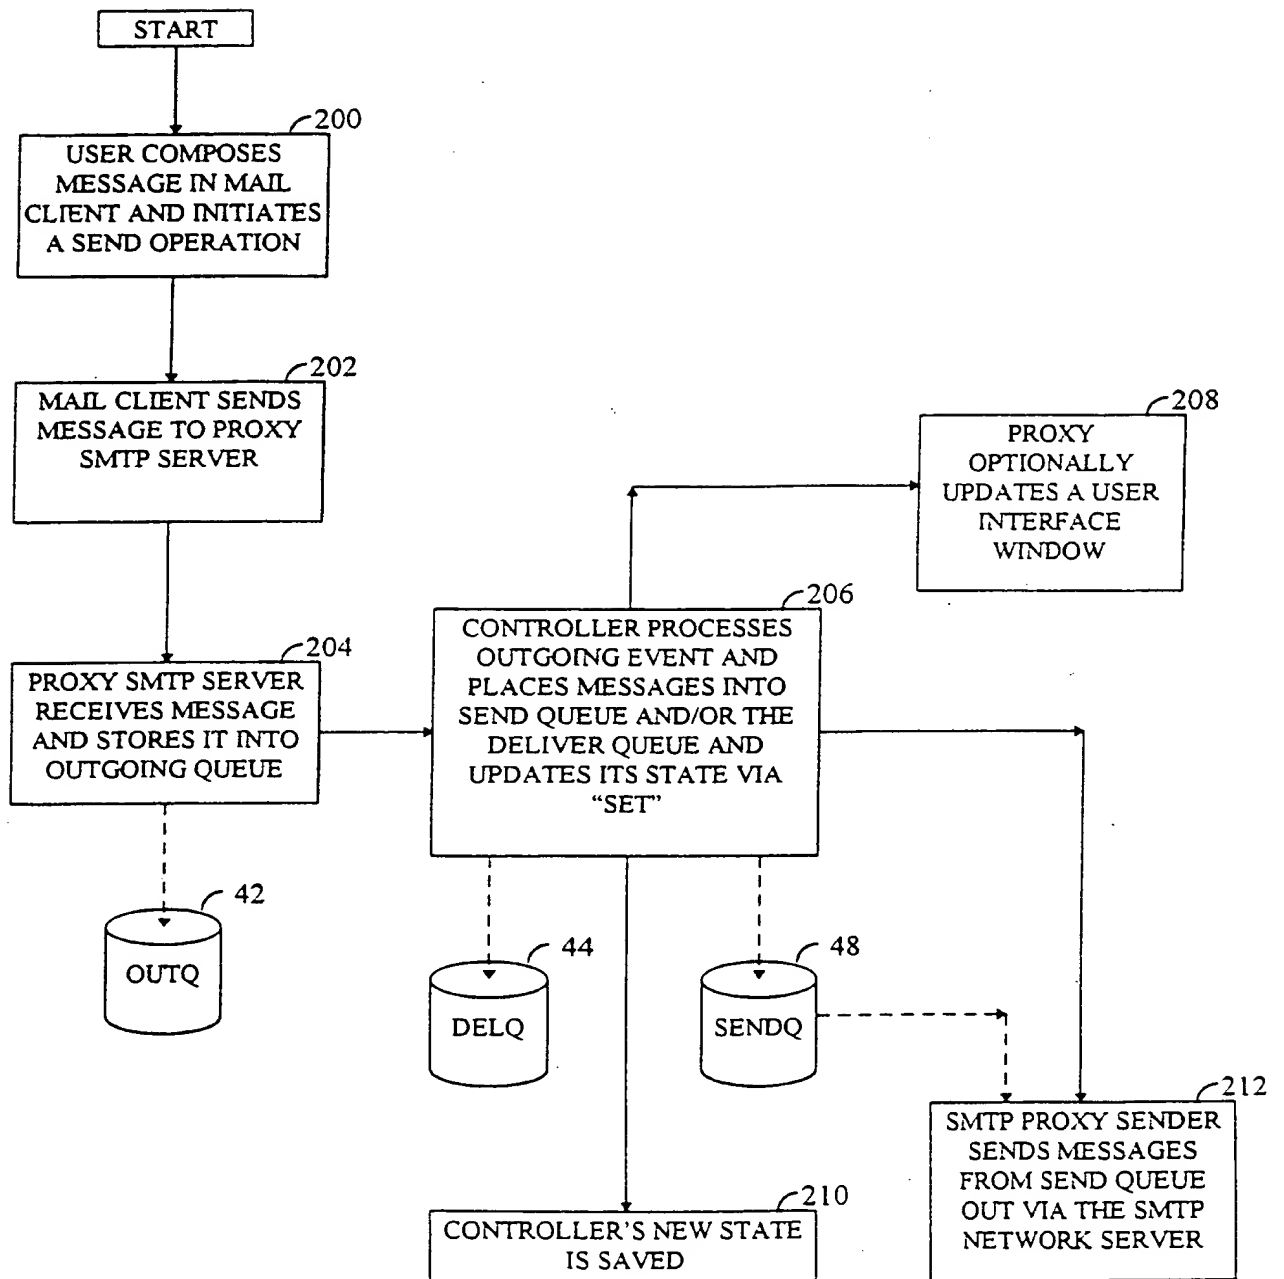 START
200
USER COMPOSES
MESSAGE IN MAIL
CLIENT AND INITIATES
A SEND OPERATION
202
MAIL CLIENT SENDS
MESSAGE TO PROXY
SMTP SERVER
208
PROXY
OPTIONALLY
UPDATES A USER
INTERFACE
WINDOW
204
PROXY SMTP SERVER
RECEIVES MESSAGE
AND STORES IT INTO
OUTGOING QUEUE
206
CONTROLLER PROCESSES
OUTGOING EVENT AND
PLACES MESSAGES INTO
SEND QUEUE AND/OR THE
DELIVER QUEUE AND
UPDATES ITS STATE VIA
“SET”
42
OUTQ
44
DELQ
48
SENDQ
212
SMTP PROXY SENDER
SENDS MESSAGES
FROM SEND QUEUE
OUT VIA THE SMTP
NETWORK SERVER
210
CONTROLLER'S NEW STATE
IS SAVED